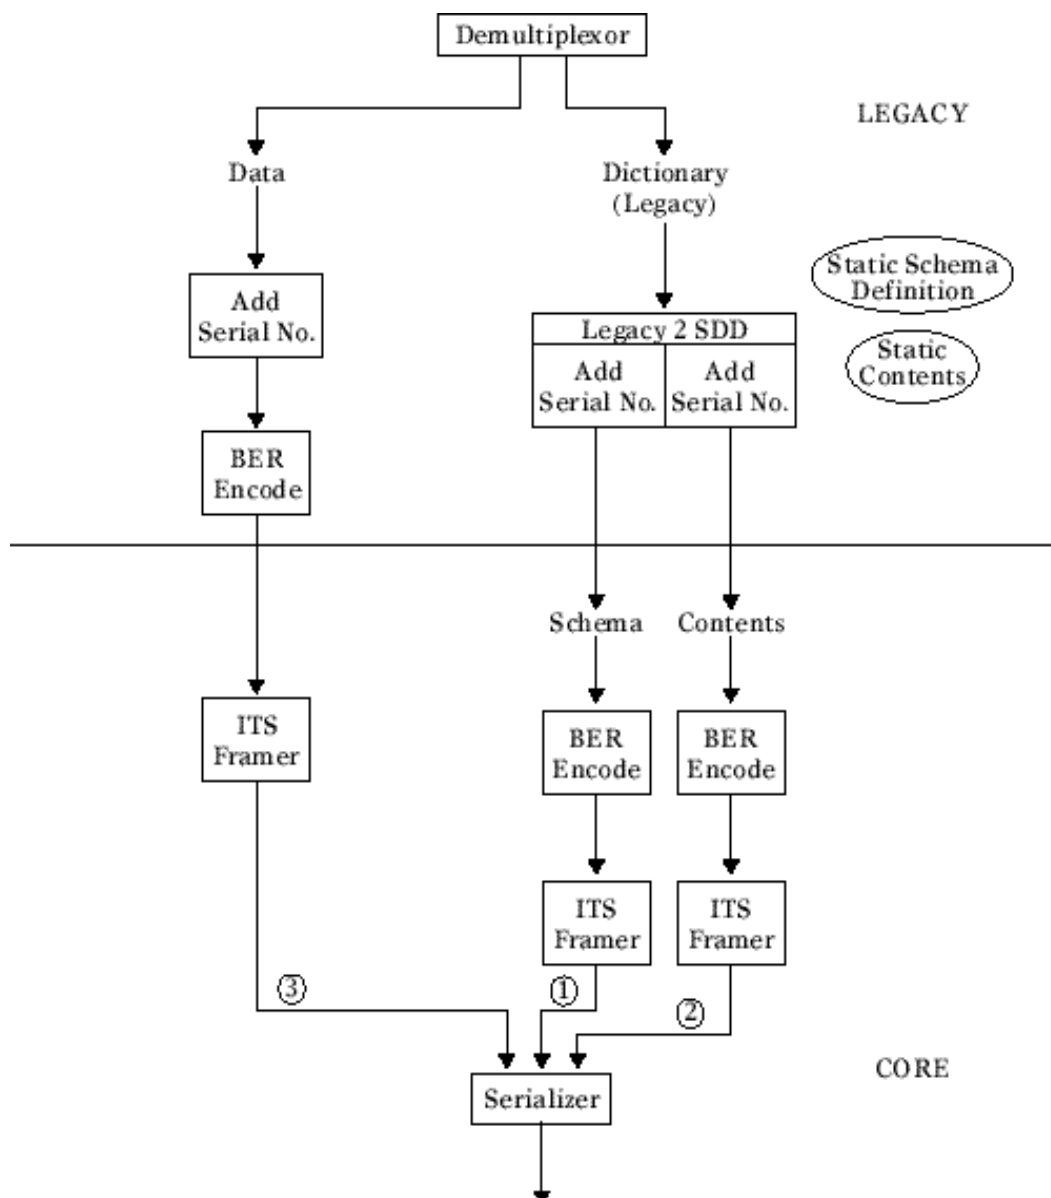 Demultiplexor
LEGACY
Data
Dictionary
(Legacy)
Static Schema
Definition
Add
Serial No.
Legacy 2 SDD
Static
Contents
Add
Serial No.
Add
Serial No.
BER
Encode
Schema
Contents
ITS
Framer
BER
Encode
BER
Encode
ITS
Framer
ITS
Framer
3
1
2
CORE
Serializer